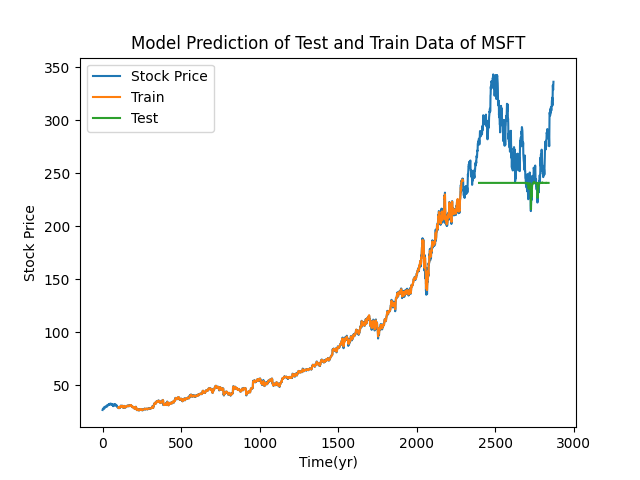 Model Prediction of Test and Train Data of MSFT
Stock Price
Train
Test
350
300
250
200
150
100
50
Stock Price
0 500 1000 1500 2000 2500 3000
Time(yr)